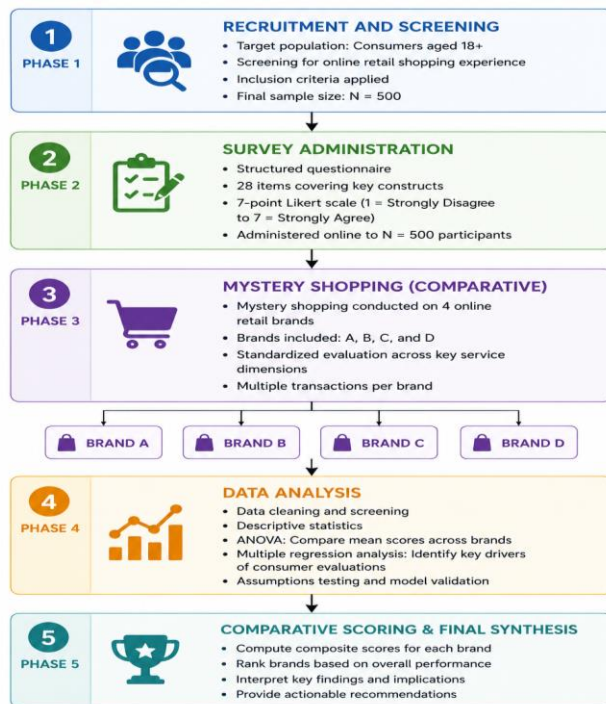 1
PHASE 1
RECRUITMENT AND SCREENING
• Target population: Consumers aged 18+
• Screening for online retail shopping experience
• Inclusion criteria applied
• Final sample size: N = 500
2
PHASE 2
SURVEY ADMINISTRATION
• Structured questionnaire
• 28 items covering key constructs
• 7-point Likert scale (1 = Strongly Disagree
to 7 = Strongly Agree)
• Administered online to N = 500 participants
3
PHASE 3
MYSTERY SHOPPING (COMPARATIVE)
• Mystery shopping conducted on 4 online
retail brands
• Brands included: A, B, C, and D
• Standardized evaluation across key service
dimensions
• Multiple transactions per brand
BRAND A
BRAND B
BRAND C
BRAND D
4
PHASE 4
DATA ANALYSIS
• Data cleaning and screening
• Descriptive statistics
• ANOVA: Compare mean scores across brands
• Multiple regression analysis: Identify key drivers
of consumer evaluations
• Assumptions testing and model validation
5
PHASE 5
COMPARATIVE SCORING & FINAL SYNTHESIS
• Compute composite scores for each brand
• Rank brands based on overall performance
• Interpret key findings and implications
• Provide actionable recommendations